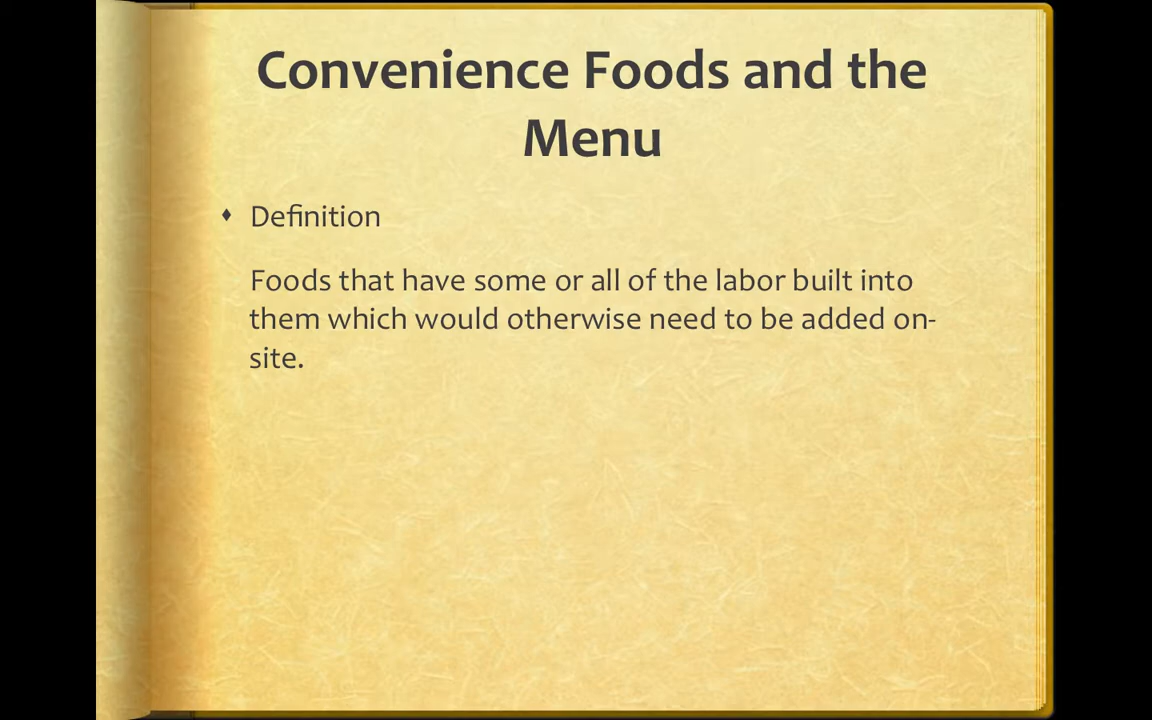 Convenience Foods and the
Menu
♦ Definition
Foods that have some or all of the labor built into
them which would otherwise need to be added on-
site.